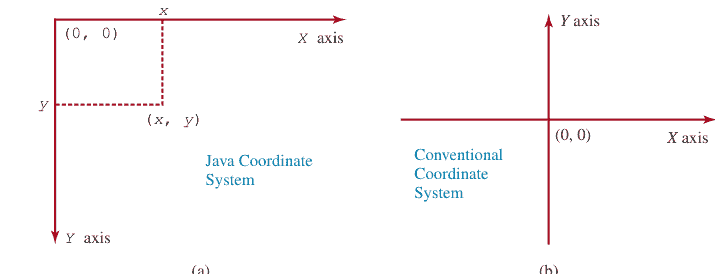 x
(0, 0)
X axis
y
(x, y)
Java Coordinate
System
Y axis
(a)
Y axis
(0, 0)
X axis
Conventional
Coordinate
System
(b)